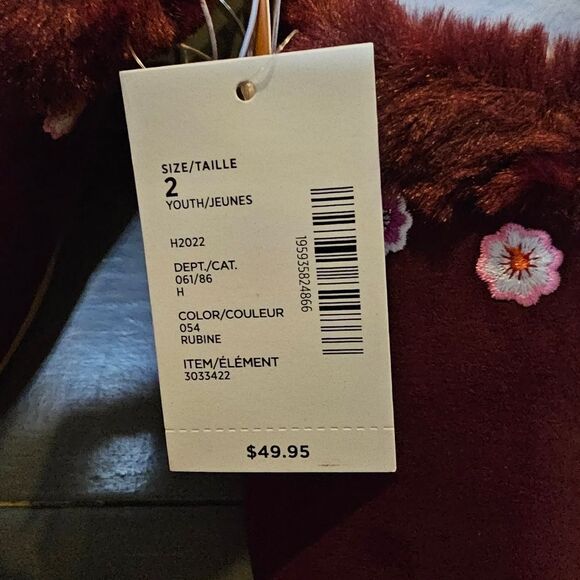 SIZE/TAILLE
2
YOUTH/JEUNES
H2022
DEPT./CAT.
061/86
H
COLOR/COULEUR
054
RUBINE
ITEM/ÉLÉMENT
3033422
195935824866
$49.95